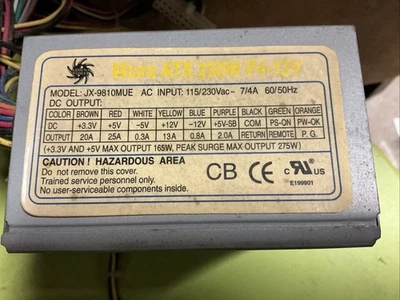 Micro ATX 250W P4-12V
MODEL: JX-9810MUE AC INPUT: 115/230Vac~ 7/4A 60/50Hz
DC OUTPUT:
COLOR BROWN RED WHITE YELLOW BLUE PURPLE BLACK GREEN GREY ORANGE
DC +3.3V +5V -5V +12V -12V +5V-SB COM PS-ON PW-OK
OUTPUT 20A 25A 0.3A 13A 0.8A 2.0A RETURN REMOTE P.G.
(+3.3V AND +5V MAX OUTPUT 165W, PEAK SURGE MAX OUTPUT 275W)
CAUTION! HAZARDOUS AREA
Do not remove this cover.
Trained service personnel only.
No user-serviceable components inside.
CB CE c UL US
E199901